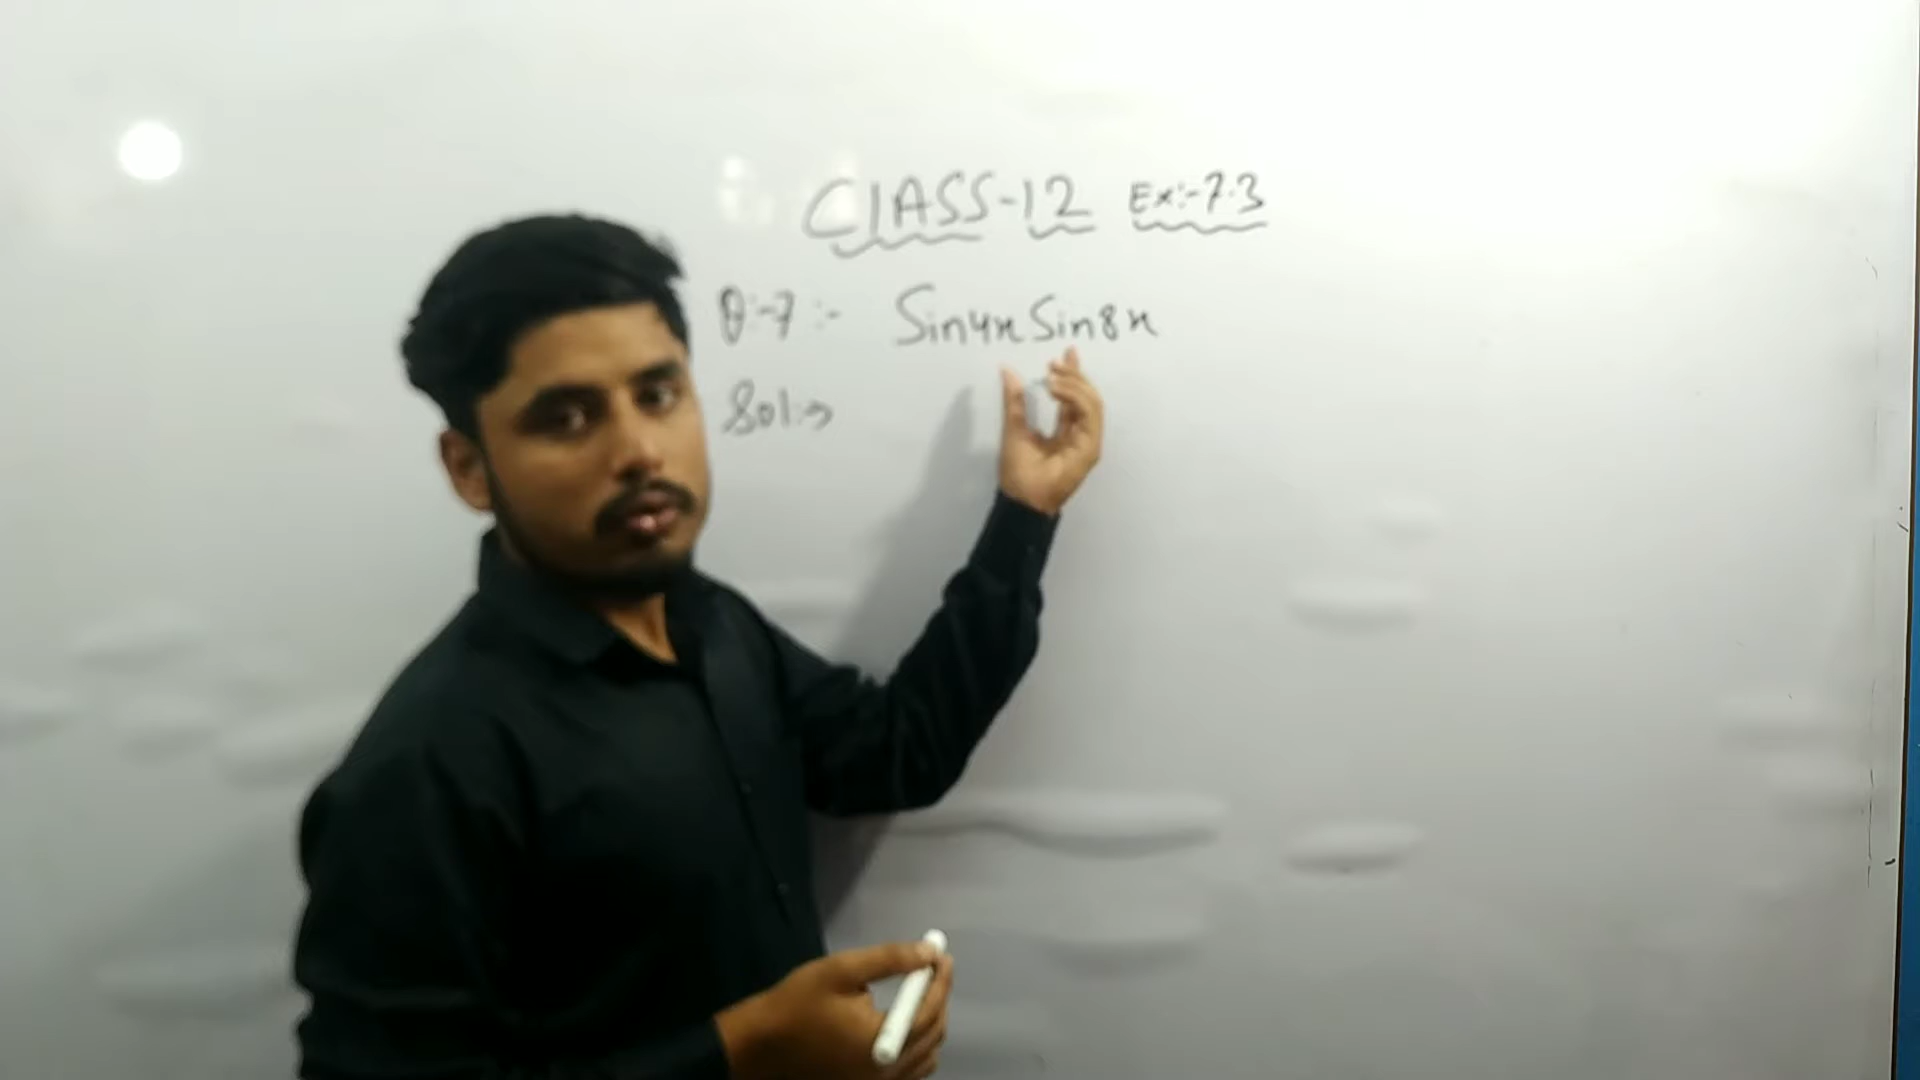 CLASS-12 Ex:-7.3
Q:-7:- Sin4x Sin8x
Sol:→